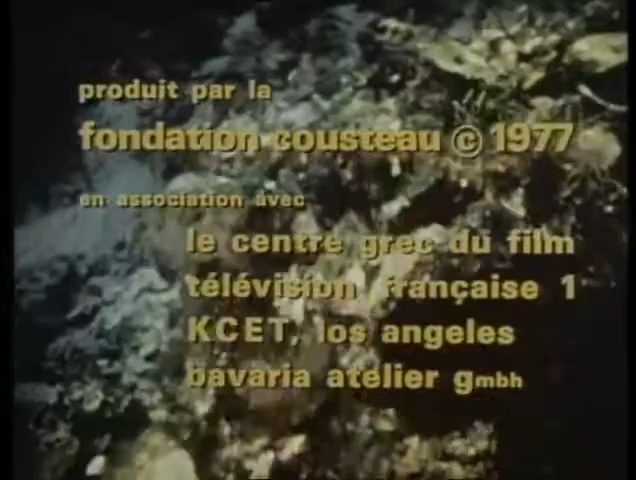 produit par la
fondation cousteau © 1977
en association avec
le centre grec du film
télévision française 1
KCET, los angeles
bavaria atelier gmbh